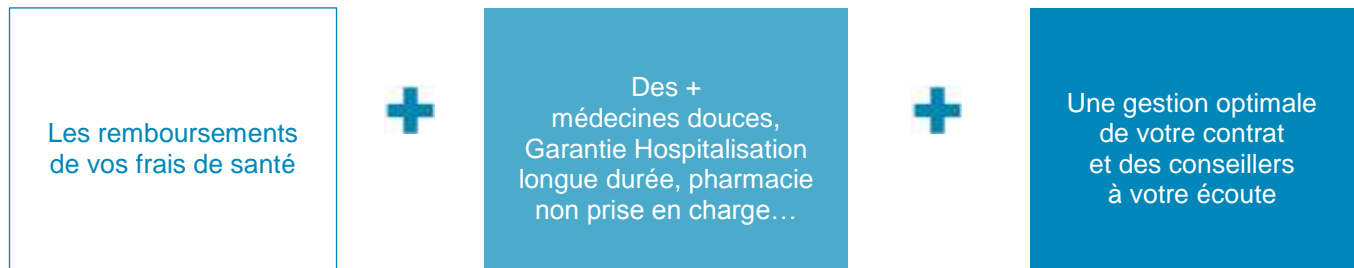 Les remboursements
de vos frais de santé
Des +
médecines douces,
Garantie Hospitalisation
longue durée, pharmacie
non prise en charge…
Une gestion optimale
de votre contrat
et des conseillers
à votre écoute